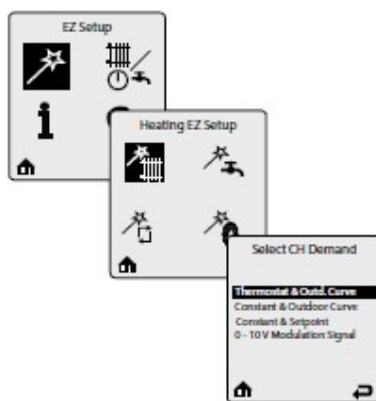 EZ Setup
Heating EZ Setup
Select CH Demand
Thermostat & Outd. Curve
Constant & Outdoor Curve
Constant & Setpoint
0 - 10 V Modulation Signal